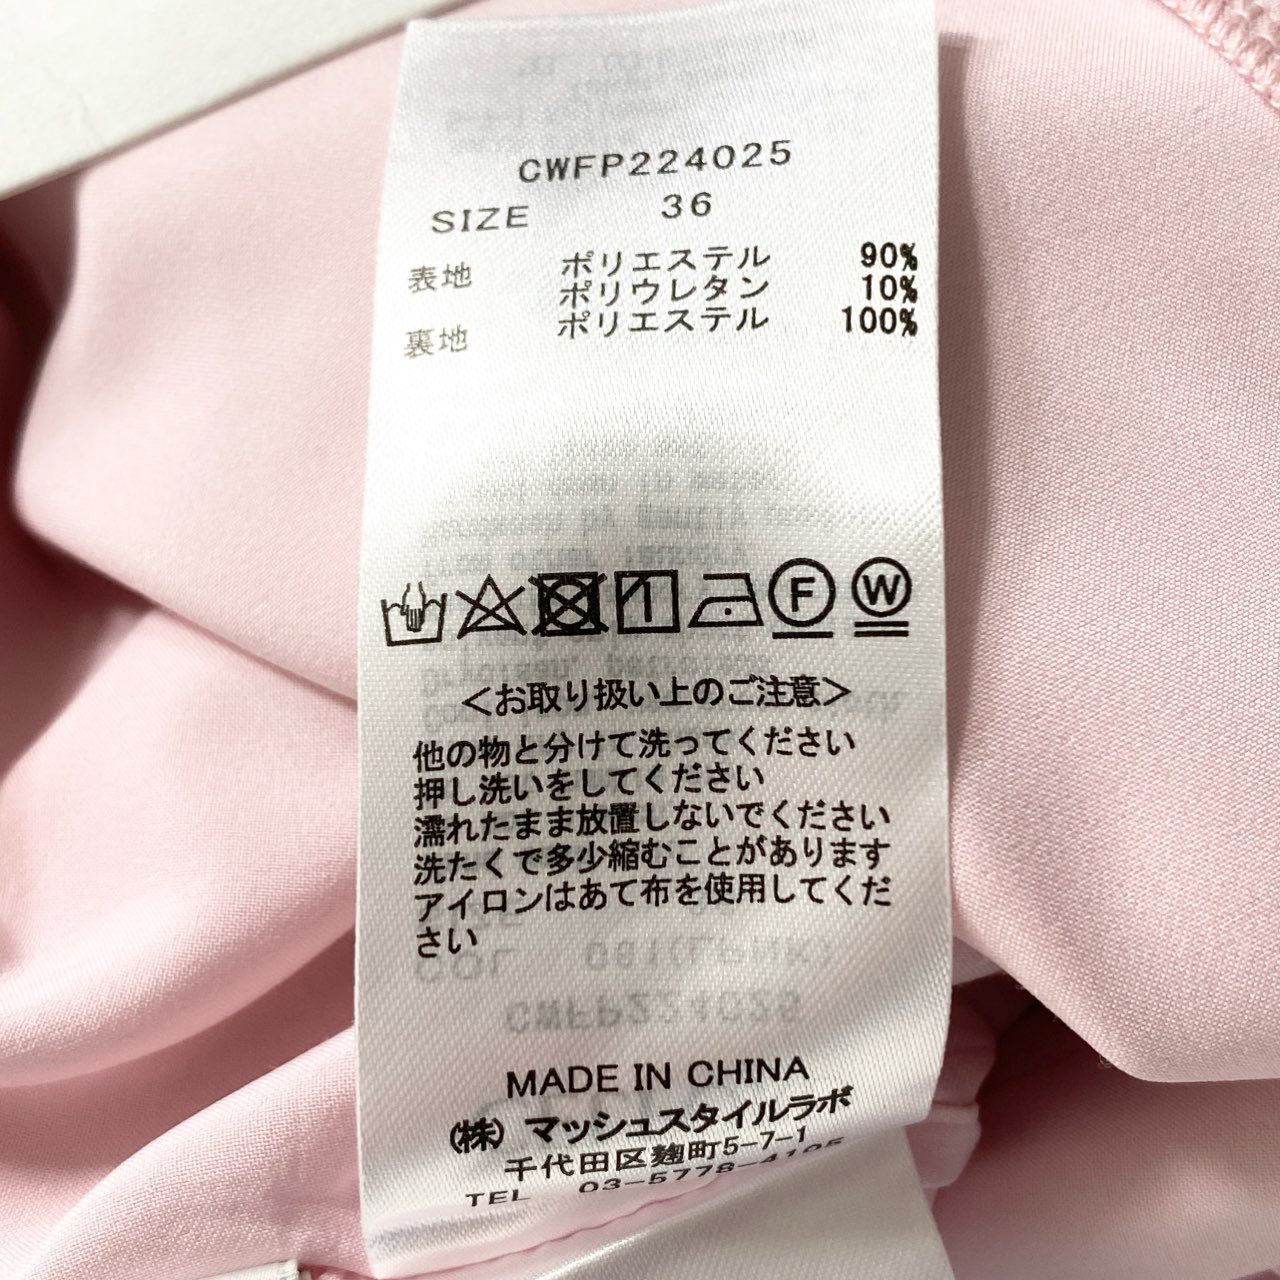 CWFP224025
SIZE 36
表地 ポリエステル 90%
ポリウレタン 10%
裏地 ポリエステル 100%
F W
<お取り扱い上のご注意>
他の物と分けて洗ってください
押し洗いをしてください
濡れたまま放置しないでください
洗たくで多少縮むことがあります
アイロンはあて布を使用してくだ
さい
MADE IN CHINA
(株) マッシュスタイルラボ
千代田区麹町5-7-1
TEL 03-5778-4105